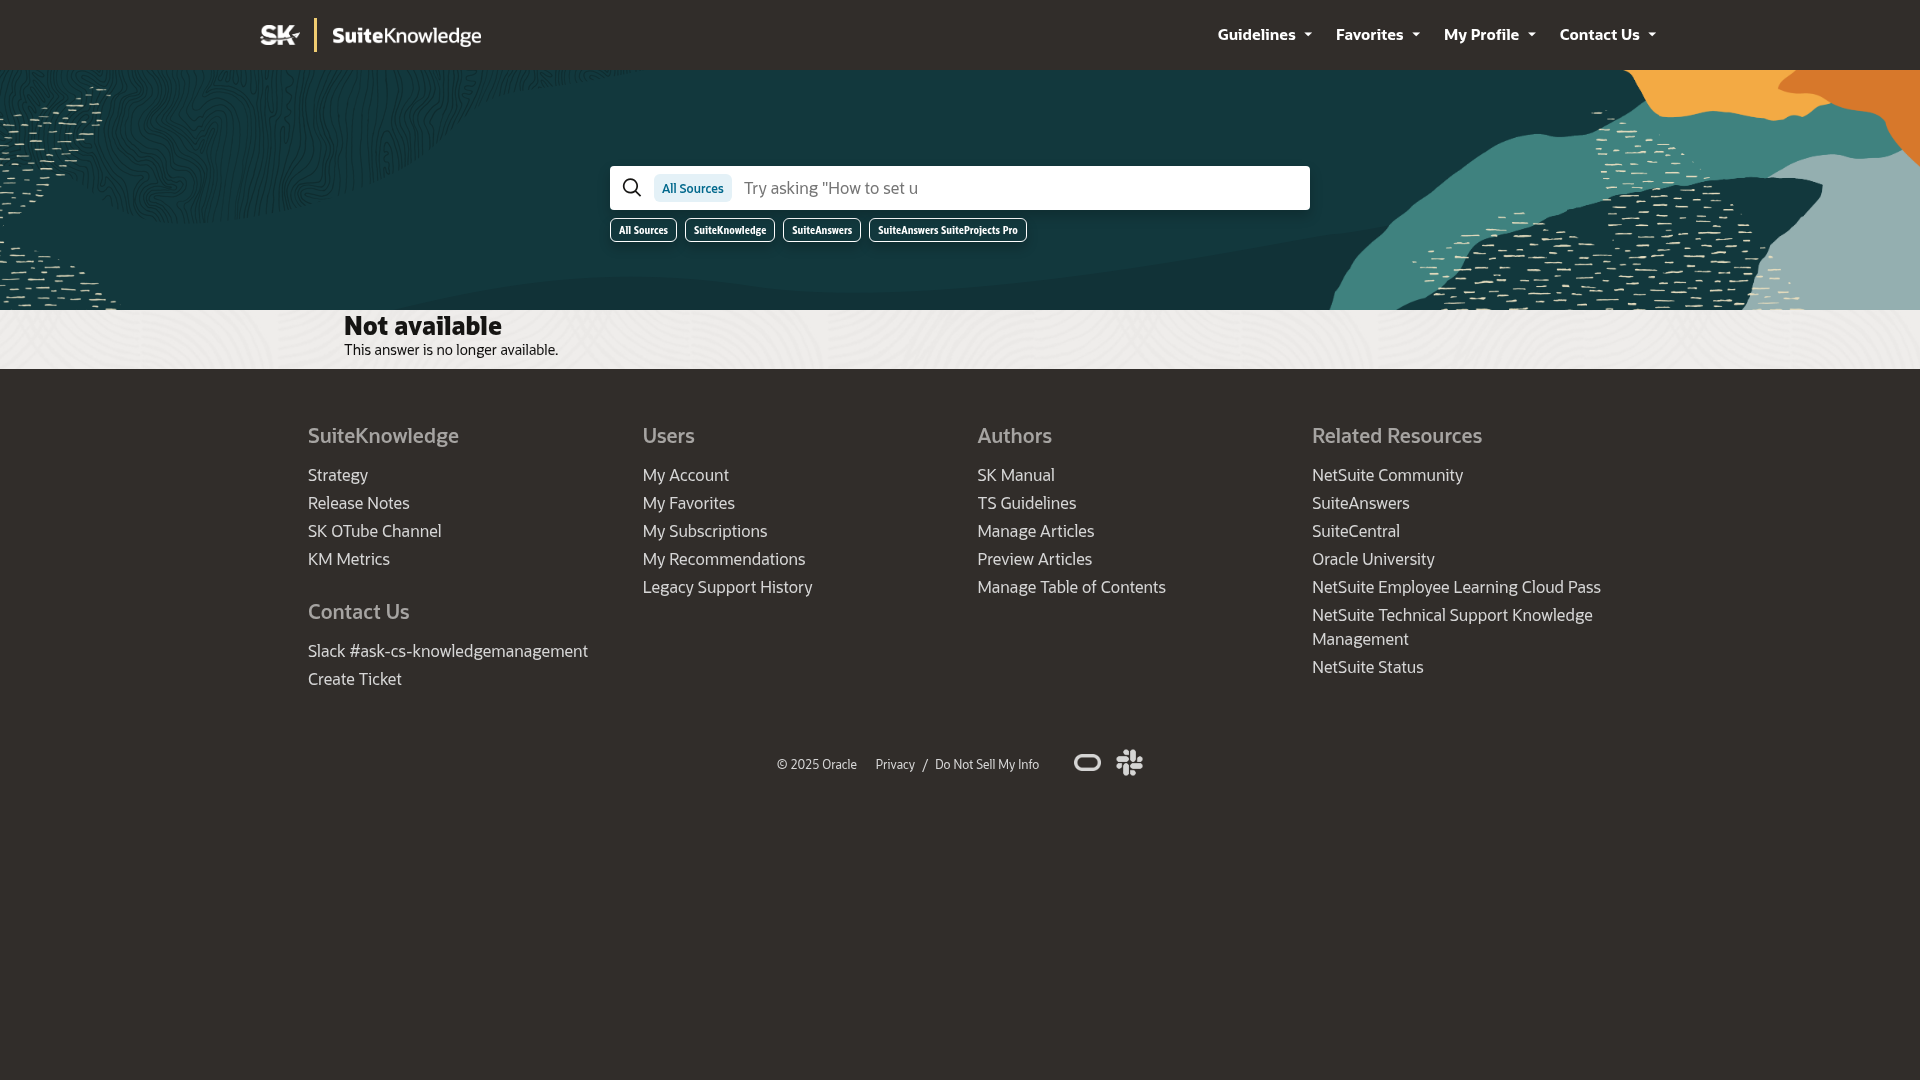 SK SuiteKnowledge
Guidelines Favorites My Profile Contact Us
All Sources Try asking "How to set u
All Sources SuiteKnowledge SuiteAnswers SuiteAnswers SuiteProjects Pro
Not available
This answer is no longer available.
SuiteKnowledge
Strategy
Release Notes
SK OTube Channel
KM Metrics
Contact Us
Slack #ask-cs-knowledgemanagement
Create Ticket
Users
My Account
My Favorites
My Subscriptions
My Recommendations
Legacy Support History
Authors
SK Manual
TS Guidelines
Manage Articles
Preview Articles
Manage Table of Contents
Related Resources
NetSuite Community
SuiteAnswers
SuiteCentral
Oracle University
NetSuite Employee Learning Cloud Pass
NetSuite Technical Support Knowledge
Management
NetSuite Status
© 2025 Oracle Privacy / Do Not Sell My Info